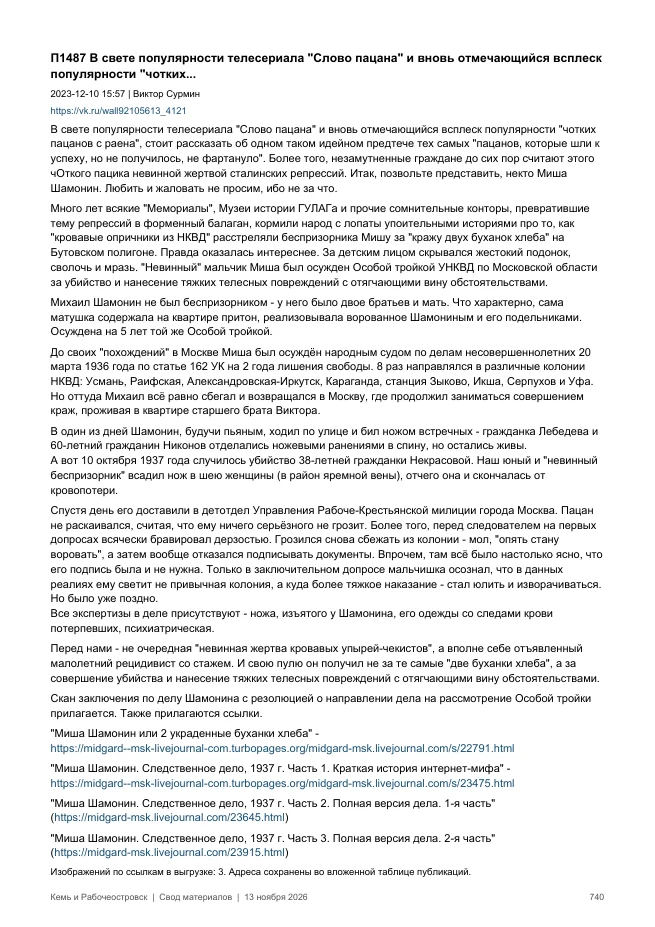 П1487 В свете популярности телесериала "Слово пацана" и вновь отмечающийся всплеск
популярности "чотких...
2023-12-10 15:57 | Виктор Сурмин
https://vk.ru/wall92105613_4121
В свете популярности телесериала "Слово пацана" и вновь отмечающийся всплеск популярности "чотких
пацанов с раена", стоит рассказать об одном таком идейном предтече тех самых "пацанов, которые шли к
успеху, но не получилось, не фартануло". Более того, незамутненные граждане до сих пор считают этого
чОткого пацика невинной жертвой сталинских репрессий. Итак, позвольте представить, некто Миша
Шамонин. Любить и жаловать не просим, ибо не за что.
Много лет всякие "Мемориалы", Музеи истории ГУЛАГа и прочие сомнительные конторы, превратившие
тему репрессий в форменный балаган, кормили народ с лопаты упоительными историями про то, как
"кровавые опричники из НКВД" расстреляли беспризорника Мишу за "кражу двух буханок хлеба" на
Бутовском полигоне. Правда оказалась интереснее. За детским лицом скрывался жестокий подонок,
сволочь и мразь. "Невинный" мальчик Миша был осужден Особой тройкой УНКВД по Московской области
за убийство и нанесение тяжких телесных повреждений с отягчающими вину обстоятельствами.
Михаил Шамонин не был беспризорником - у него было двое братьев и мать. Что характерно, сама
матушка содержала на квартире притон, реализовывала ворованное Шамониным и его подельниками.
Осуждена на 5 лет той же Особой тройкой.
До своих "похождений" в Москве Миша был осуждён народным судом по делам несовершеннолетних 20
марта 1936 года по статье 162 УК на 2 года лишения свободы. 8 раз направлялся в различные колонии
НКВД: Усмань, Раифская, Александровская-Иркутск, Караганда, станция Зыково, Икша, Серпухов и Уфа.
Но оттуда Михаил всё равно сбегал и возвращался в Москву, где продолжил заниматься совершением
краж, проживая в квартире старшего брата Виктора.
В один из дней Шамонин, будучи пьяным, ходил по улице и бил ножом встречных - гражданка Лебедева и
60-летний гражданин Никонов отделались ножевыми ранениями в спину, но остались живы.
А вот 10 октября 1937 года случилось убийство 38-летней гражданки Некрасовой. Наш юный и "невинный
беспризорник" всадил нож в шею женщины (в район яремной вены), отчего она и скончалась от
кровопотери.
Спустя день его доставили в детотдел Управления Рабоче-Крестьянской милиции города Москва. Пацан
не раскаивался, считая, что ему ничего серьёзного не грозит. Более того, перед следователем на первых
допросах всячески бравировал дерзостью. Грозился снова сбежать из колонии - мол, "опять стану
воровать", а затем вообще отказался подписывать документы. Впрочем, там всё было настолько ясно, что
его подпись была и не нужна. Только в заключительном допросе мальчишка осознал, что в данных
реалиях ему светит не привычная колония, а куда более тяжкое наказание - стал юлить и изворачиваться.
Но было уже поздно.
Все экспертизы в деле присутствуют - ножа, изъятого у Шамонина, его одежды со следами крови
потерпевших, психиатрическая.
Перед нами - не очередная "невинная жертва кровавых упырей-чекистов", а вполне себе отъявленный
малолетний рецидивист со стажем. И свою пулю он получил не за те самые "две буханки хлеба", а за
совершение убийства и нанесение тяжких телесных повреждений с отягчающими вину обстоятельствами.
Скан заключения по делу Шамонина с резолюцией о направлении дела на рассмотрение Особой тройки
прилагается. Также прилагаются ссылки.
"Миша Шамонин или 2 украденные буханки хлеба" -
https://midgard--msk-livejournal-com.turbopages.org/midgard-msk.livejournal.com/s/22791.html
"Миша Шамонин. Следственное дело, 1937 г. Часть 1. Краткая история интернет-мифа" -
https://midgard--msk-livejournal-com.turbopages.org/midgard-msk.livejournal.com/s/23475.html
"Миша Шамонин. Следственное дело, 1937 г. Часть 2. Полная версия дела. 1-я часть"
(https://midgard-msk.livejournal.com/23645.html)
"Миша Шамонин. Следственное дело, 1937 г. Часть 3. Полная версия дела. 2-я часть"
(https://midgard-msk.livejournal.com/23915.html)
Изображений по ссылкам в выгрузке: 3. Адреса сохранены во вложенной таблице публикаций.
Кемь и Рабочеостровск | Свод материалов | 13 ноября 2026 740